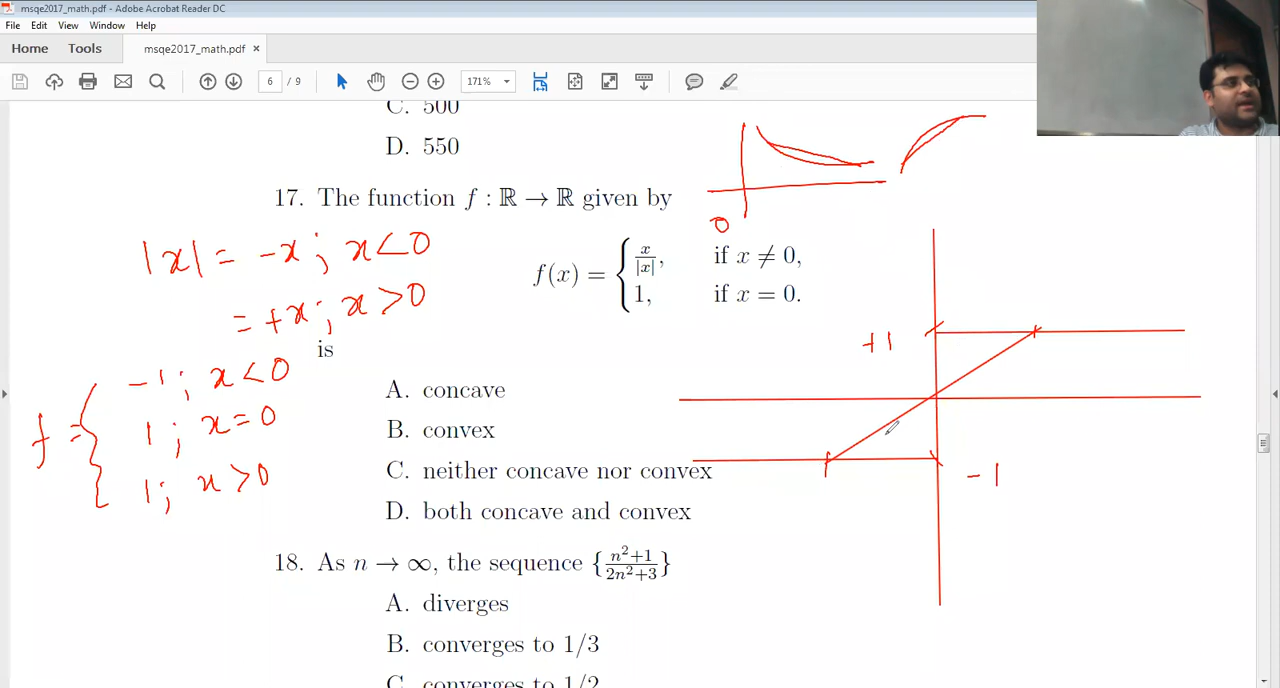 msqe2017_math.pdf - Adobe Acrobat Reader DC
File Edit View Window Help
Home Tools msqe2017_math.pdf ×
6 / 9 171%
C. 500
D. 550
17. The function f : ℝ → ℝ given by
0
|x| = -x ; x<0
= +x ; x>0
f(x) = { x/|x|, if x ≠ 0,
1, if x = 0.
+1
is
f = { -1 ; x<0
1 ; x=0
1 ; x>0
A. concave
B. convex
C. neither concave nor convex
-1
D. both concave and convex
18. As n → ∞, the sequence {n²+1/2n²+3}
A. diverges
B. converges to 1/3
C. converges to 1/2